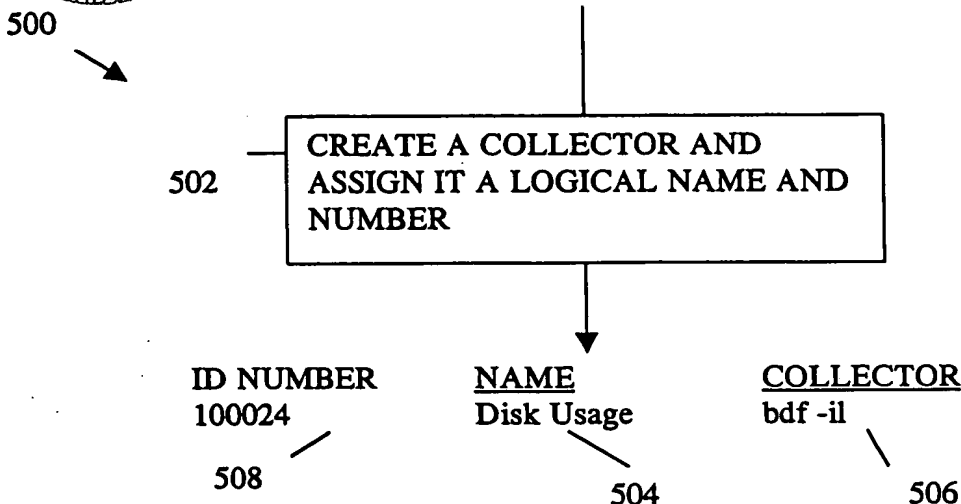 500
CREATE A COLLECTOR AND
502
ASSIGN IT A LOGICAL NAME AND
NUMBER
ID NUMBER NAME COLLECTOR
100024 Disk Usage bdf -il
508 504 506